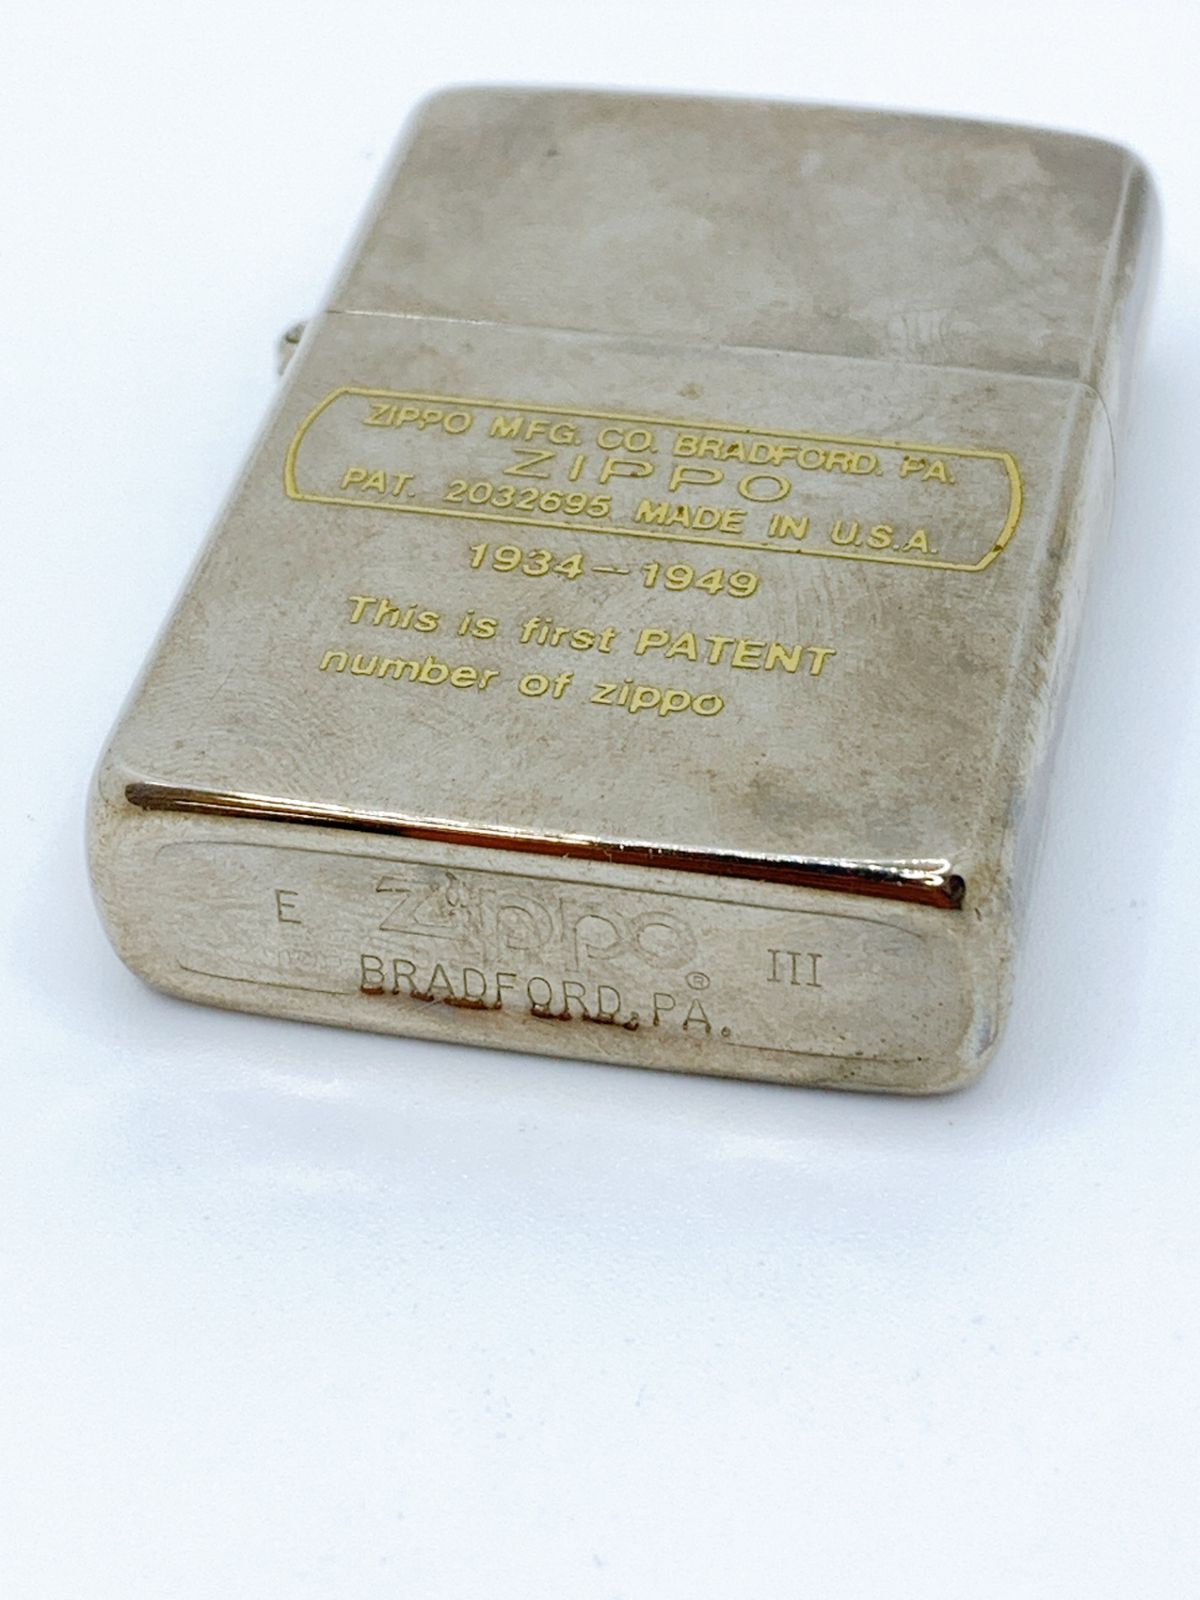 ZIPPO MFG. CO. BRADFORD. PA.
ZIPPO
PAT. 2032695 MADE IN U.S.A.
1934-1949
This is first PATENT
number of zippo
E Zippo ® III
BRADFORD,PA.